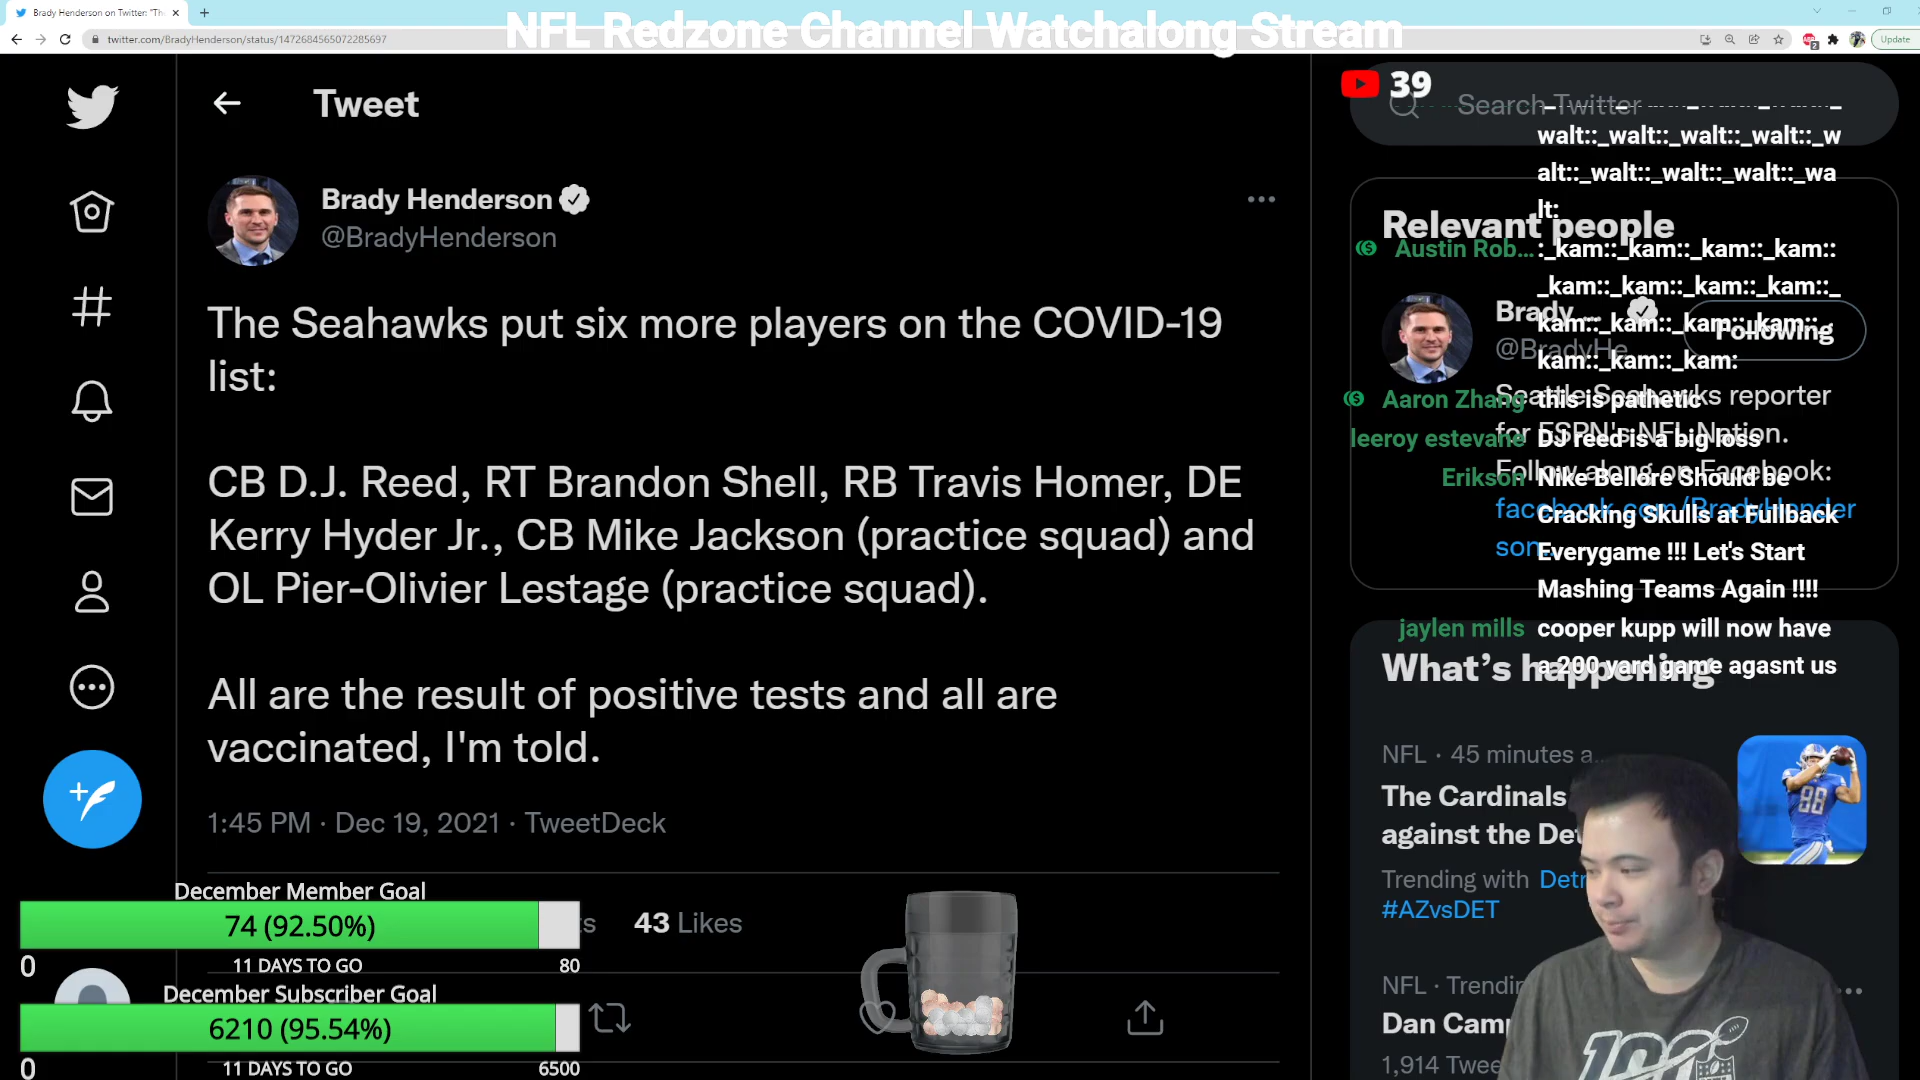 Brady Henderson on Twitter: "Th
twitter.com/BradyHenderson/status/1472684565072285697
Update
NFL Redzone Channel Watchalong Stream
Tweet
Brady Henderson
@BradyHenderson
The Seahawks put six more players on the COVID-19
list:
CB D.J. Reed, RT Brandon Shell, RB Travis Homer, DE
Kerry Hyder Jr., CB Mike Jackson (practice squad) and
OL Pier-Olivier Lestage (practice squad).
All are the result of positive tests and all are
vaccinated, I'm told.
1:45 PM · Dec 19, 2021 · TweetDeck
43 Likes
December Member Goal
74 (92.50%)
0 11 DAYS TO GO 80
December Subscriber Goal
6210 (95.54%)
0 11 DAYS TO GO 6500
39
Search Twitter
walt::_walt::_walt::_walt::_w
alt::_walt::_walt::_walt::_wa
lt:
Relevant people
Austin Rob... :_kam::_kam::_kam::_kam::
_kam::_kam::_kam::_kam::_
kam::_kam::_kam::_kam::_
kam::_kam::_kam:
Brady ...
@BradyHe
Following
Seattle Seahawks reporter
for ESPN's NFL Nation.
Follow along on Facebook:
facebook.com/BradyHender
son
Aaron Zhang this is pathetic
leeroy estevane DJ reed is a big loss
Erikson Nike Bellore Should be
Cracking Skulls at Fullback
Everygame !!! Let's Start
Mashing Teams Again !!!!
jaylen mills cooper kupp will now have
a 200 yard game agasnt us
What's happening
NFL · 45 minutes a...
The Cardinals
against the Det
Trending with Detr
#AZvsDET
88
NFL · Trendin
Dan Camp
1,914 Twee
100
NFL